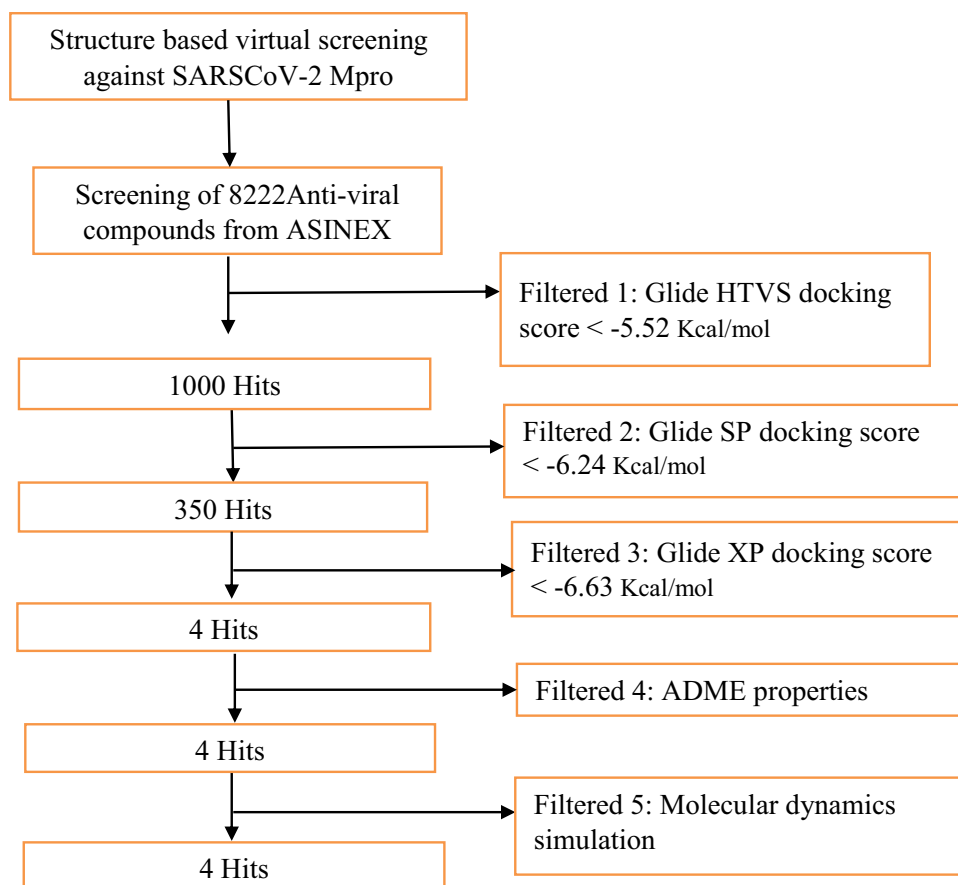 Structure based virtual screening
against SARSCoV-2 Mpro
Screening of 8222Anti-viral
compounds from ASINEX
Filtered 1: Glide HTVS docking
score < -5.52 Kcal/mol
1000 Hits
Filtered 2: Glide SP docking score
< -6.24 Kcal/mol
350 Hits
Filtered 3: Glide XP docking score
< -6.63 Kcal/mol
4 Hits
Filtered 4: ADME properties
4 Hits
Filtered 5: Molecular dynamics
simulation
4 Hits